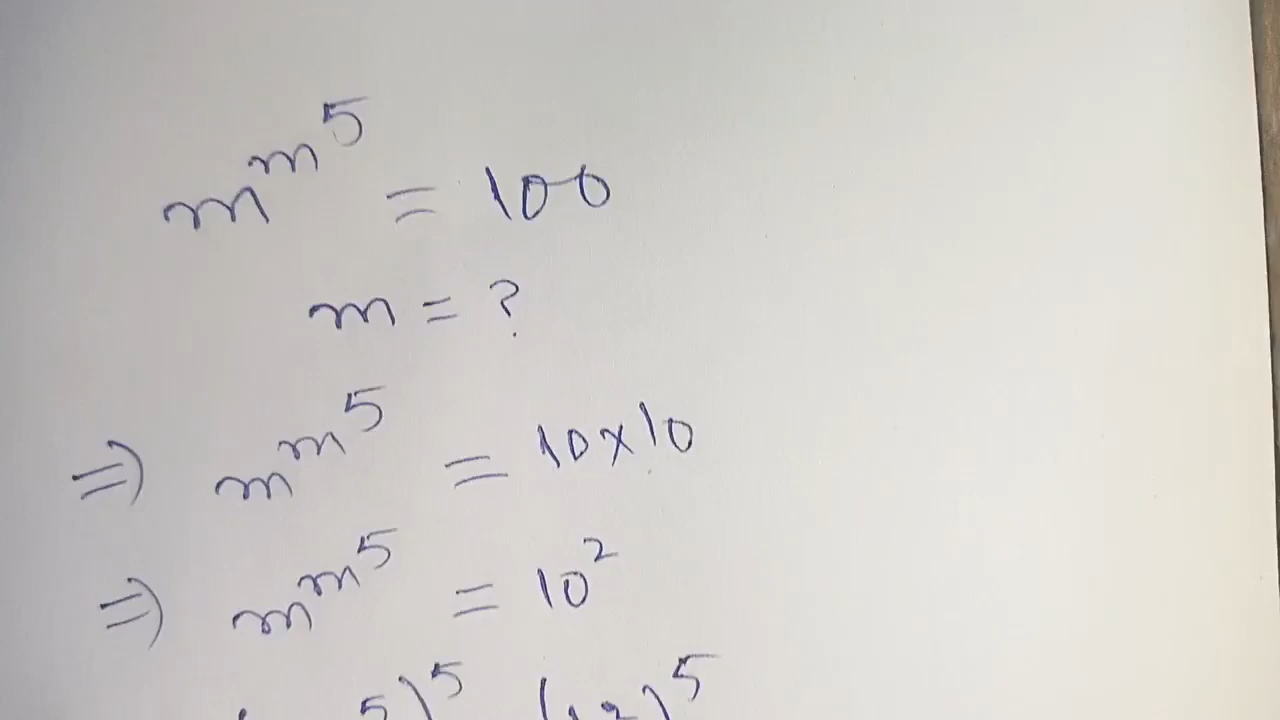 m^m^5 = 100
m = ?
⇒ m^m^5 = 10×10
⇒ m^m^5 = 10^2